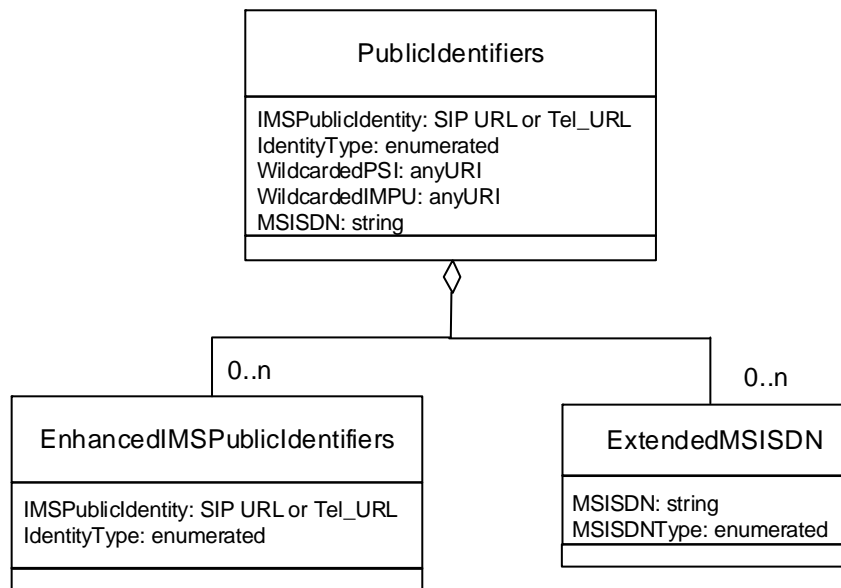 PublicIdentifiers
IMSPublicIdentity: SIP URL or Tel_URL
IdentityType: enumerated
WildcardedPSI: anyURI
WildcardedIMPU: anyURI
MSISDN: string
0..n
0..n
EnhancedIMSPublicIdentifiers
IMSPublicIdentity: SIP URL or Tel_URL
IdentityType: enumerated
ExtendedMSISDN
MSISDN: string
MSISDNType: enumerated